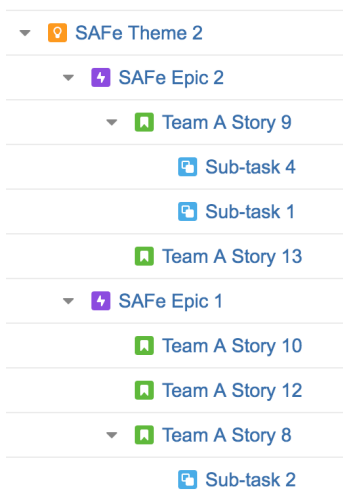 SAFe Theme 2
SAFe Epic 2
Team A Story 9
Sub-task 4
Sub-task 1
Team A Story 13
SAFe Epic 1
Team A Story 10
Team A Story 12
Team A Story 8
Sub-task 2